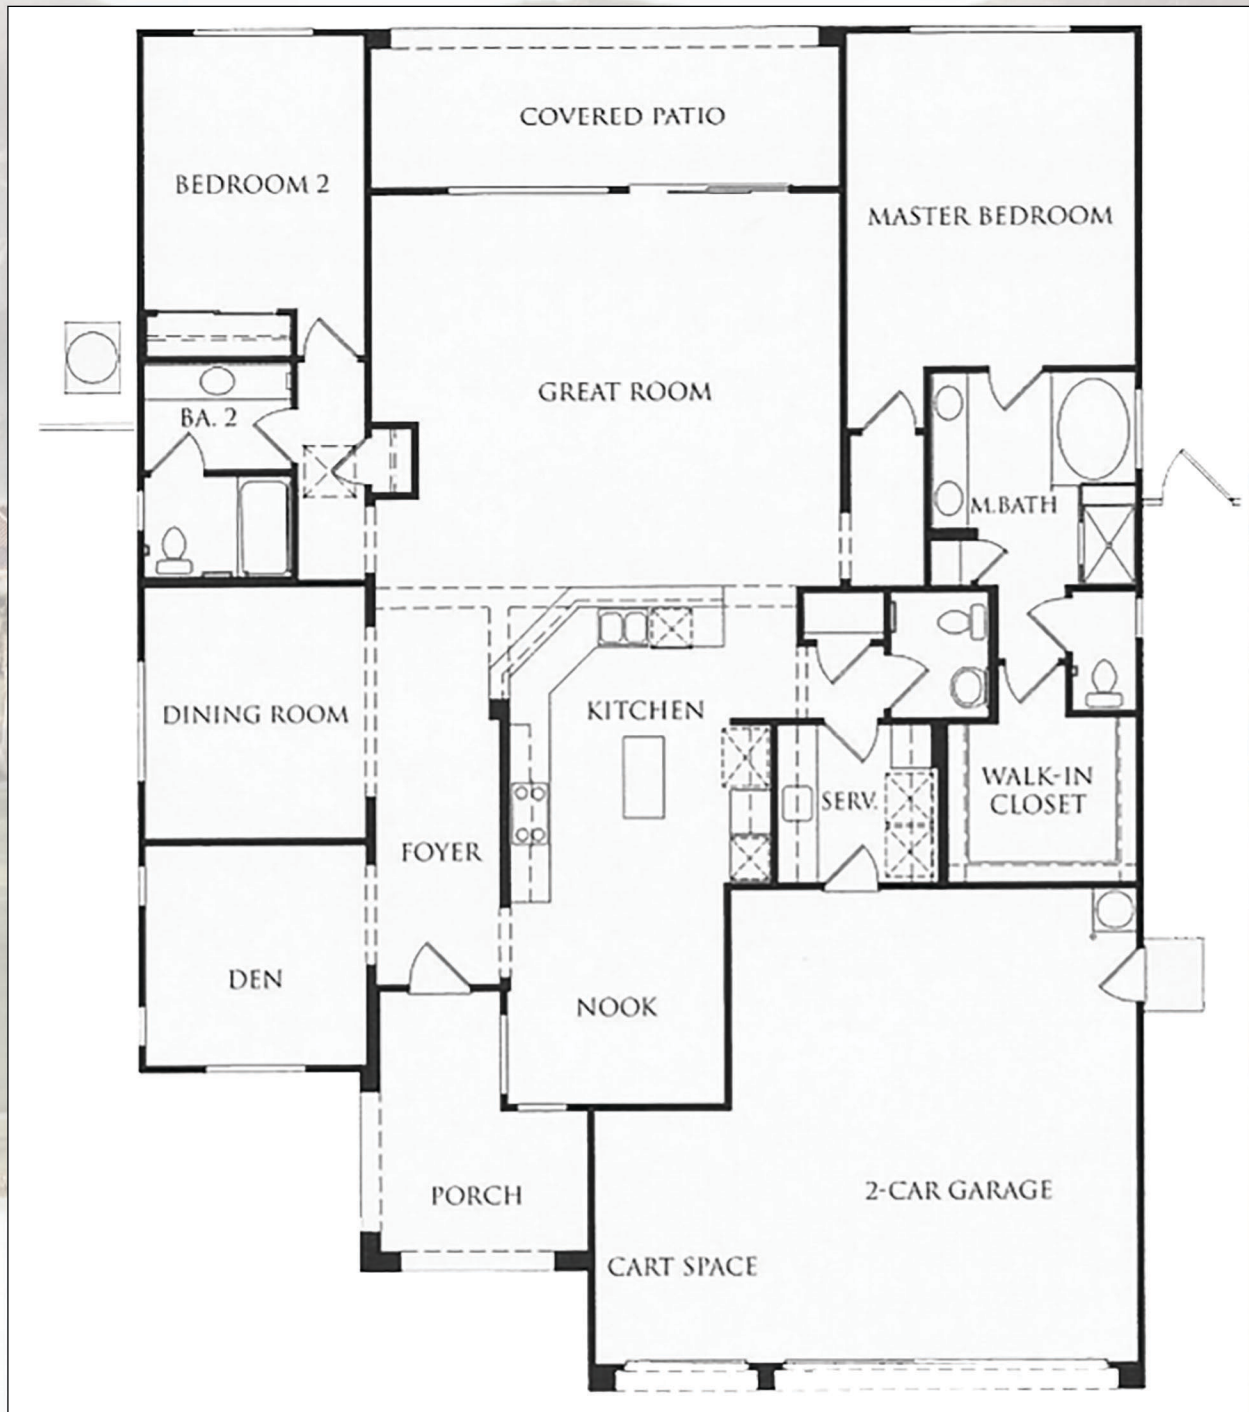 COVERED PATIO
BEDROOM 2
MASTER BEDROOM
GREAT ROOM
BA. 2
M.BATH
KITCHEN
DINING ROOM
WALK-IN
CLOSET
SERV.
FOYER
DEN
NOOK
2-CAR GARAGE
PORCH
CART SPACE